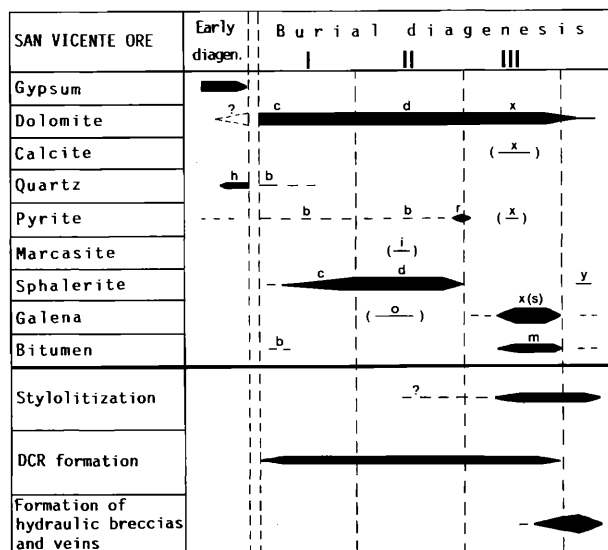 SAN VICENTE ORE
Early
diagen.
Burial diagenesis
I II III
Gypsum
Dolomite ? c d x
Calcite ( x )
Quartz h b
Pyrite b b r ( x )
Marcasite ( i )
Sphalerite c d y
Galena ( o ) x(s)
Bitumen b m
Stylolitization ?
DCR formation
Formation of
hydraulic breccias
and veins